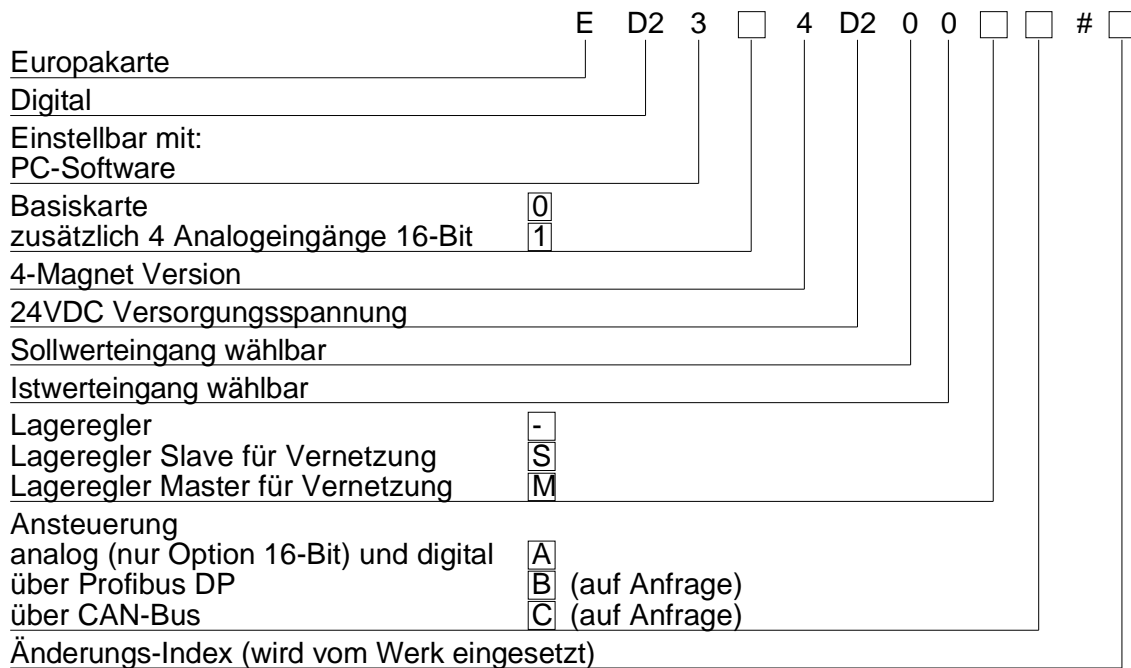 E D2 3 □ 4 D2 0 0 □ □ # □
Europakarte
Digital
Einstellbar mit:
PC-Software
Basiskarte 0
zusätzlich 4 Analogeingänge 16-Bit 1
4-Magnet Version
24VDC Versorgungsspannung
Sollwerteingang wählbar
Istwerteingang wählbar
Lageregler -
Lageregler Slave für Vernetzung S
Lageregler Master für Vernetzung M
Ansteuerung
analog (nur Option 16-Bit) und digital A
über Profibus DP B (auf Anfrage)
über CAN-Bus C (auf Anfrage)
Änderungs-Index (wird vom Werk eingesetzt)